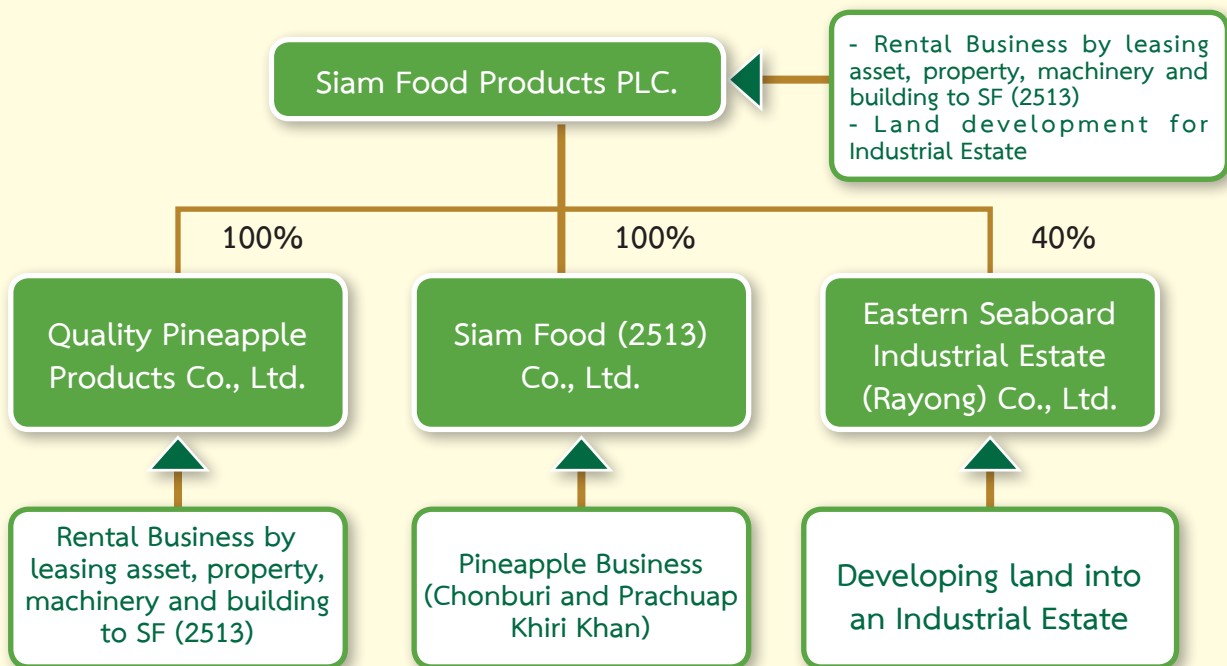 Siam Food Products PLC.
- Rental Business by leasing
asset, property, machinery and
building to SF (2513)
- Land development for
Industrial Estate
100%
100%
40%
Quality Pineapple
Products Co., Ltd.
Siam Food (2513)
Co., Ltd.
Eastern Seaboard
Industrial Estate
(Rayong) Co., Ltd.
Rental Business by
leasing asset, property,
machinery and building
to SF (2513)
Pineapple Business
(Chonburi and Prachuap
Khiri Khan)
Developing land into
an Industrial Estate